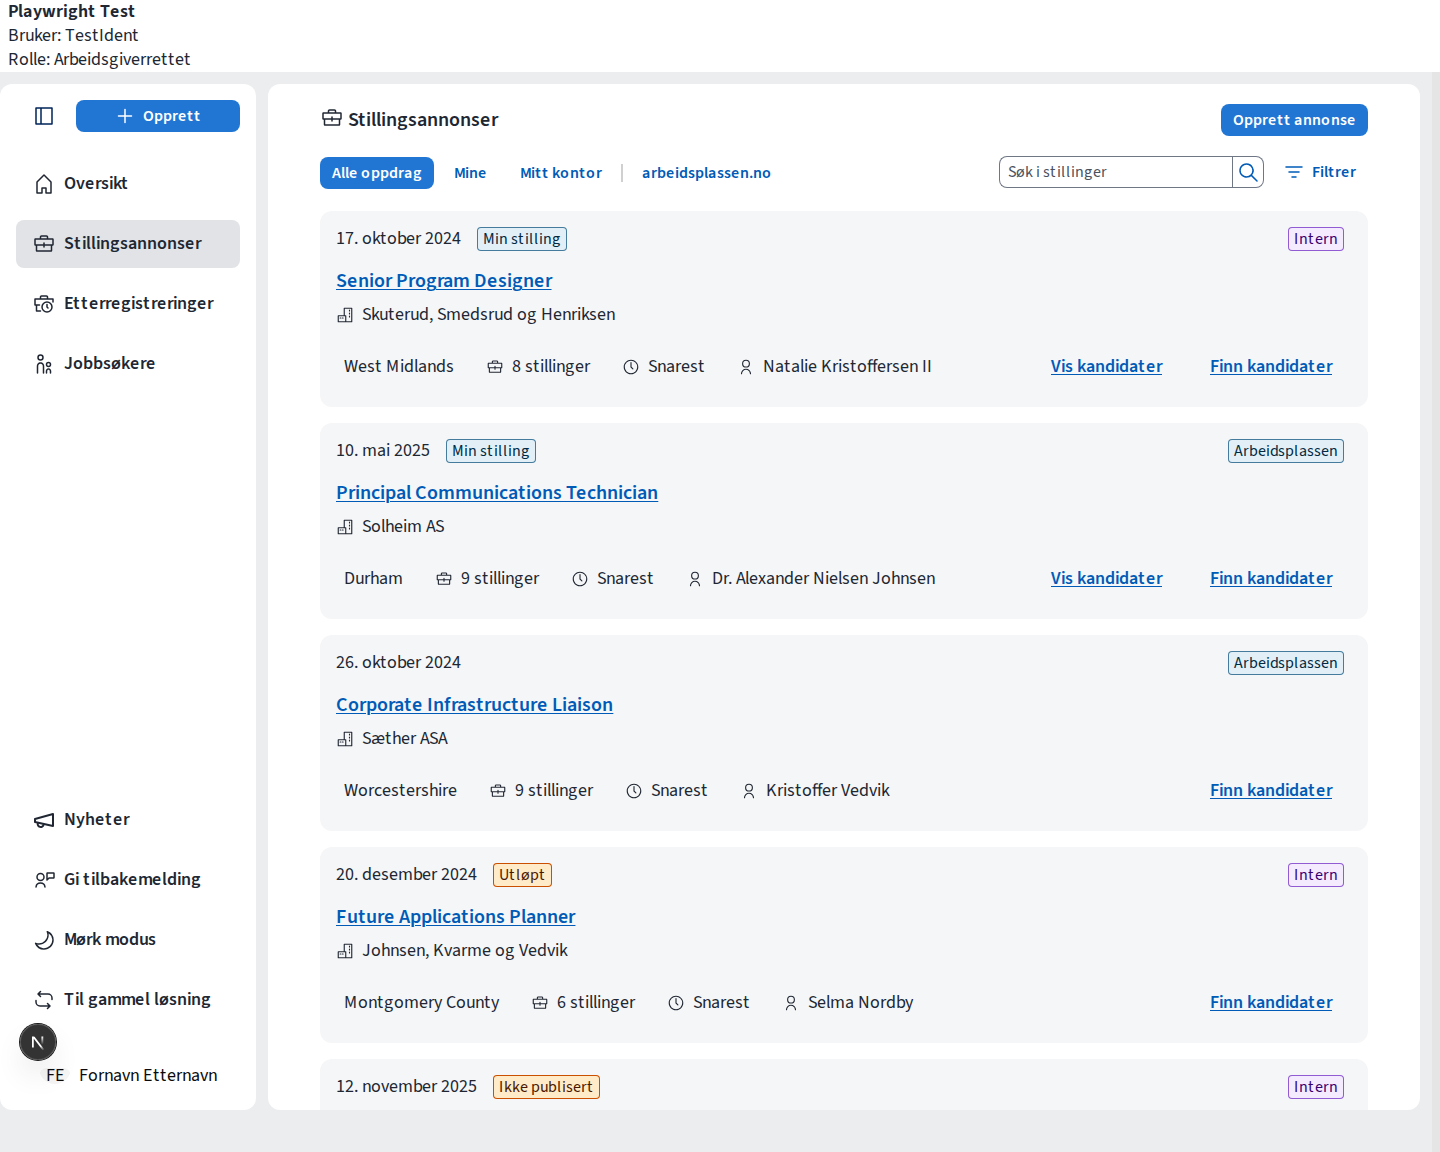 Playwright Test
Bruker: TestIdent
Rolle: Arbeidsgiverrettet
Opprett
Oversikt
Stillingsannonser
Etterregistreringer
Jobbsøkere
Nyheter
Gi tilbakemelding
Mørk modus
Til gammel løsning
N
FE Fornavn Etternavn
Stillingsannonser
Opprett annonse
Alle oppdrag Mine Mitt kontor arbeidsplassen.no
Søk i stillinger
Filtrer
17. oktober 2024 Min stilling Intern
Senior Program Designer
Skuterud, Smedsrud og Henriksen
West Midlands 8 stillinger Snarest Natalie Kristoffersen II Vis kandidater Finn kandidater
10. mai 2025 Min stilling Arbeidsplassen
Principal Communications Technician
Solheim AS
Durham 9 stillinger Snarest Dr. Alexander Nielsen Johnsen Vis kandidater Finn kandidater
26. oktober 2024 Arbeidsplassen
Corporate Infrastructure Liaison
Sæther ASA
Worcestershire 9 stillinger Snarest Kristoffer Vedvik Finn kandidater
20. desember 2024 Utløpt Intern
Future Applications Planner
Johnsen, Kvarme og Vedvik
Montgomery County 6 stillinger Snarest Selma Nordby Finn kandidater
12. november 2025 Ikke publisert Intern